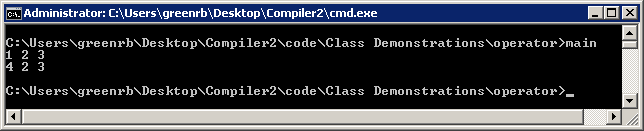 Administrator: C:\Users\greenrb\Desktop\Compiler2\cmd.exe
C:\Users\greenrb\Desktop\Compiler2\code\Class Demonstrations\operator>main
1 2 3
4 2 3
C:\Users\greenrb\Desktop\Compiler2\code\Class Demonstrations\operator>_